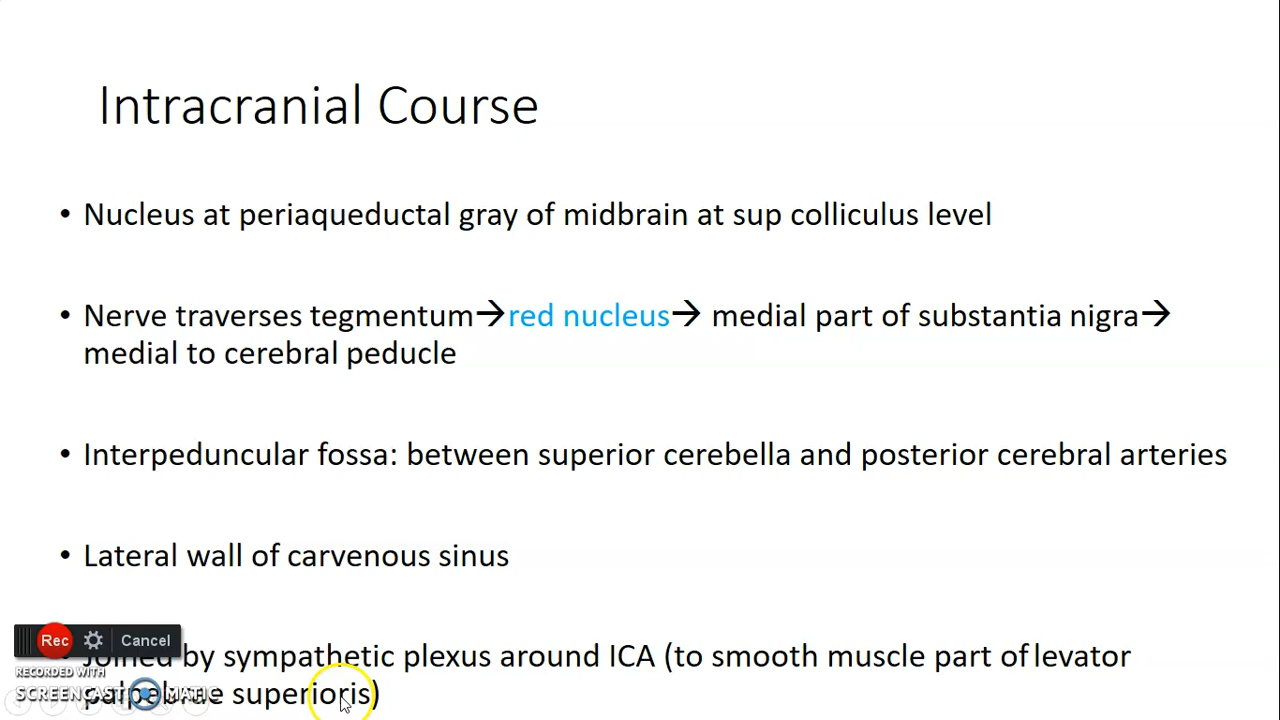 Intracranial Course
• Nucleus at periaqueductal gray of midbrain at sup colliculus level
• Nerve traverses tegmentum→red nucleus→ medial part of substantia nigra→
medial to cerebral peducle
• Interpeduncular fossa: between superior cerebella and posterior cerebral arteries
• Lateral wall of carvenous sinus
Rec Cancel
• Joined by sympathetic plexus around ICA (to smooth muscle part of levator
RECORDED WITH
palpebrae superioris)
SCREENCAST MATIC